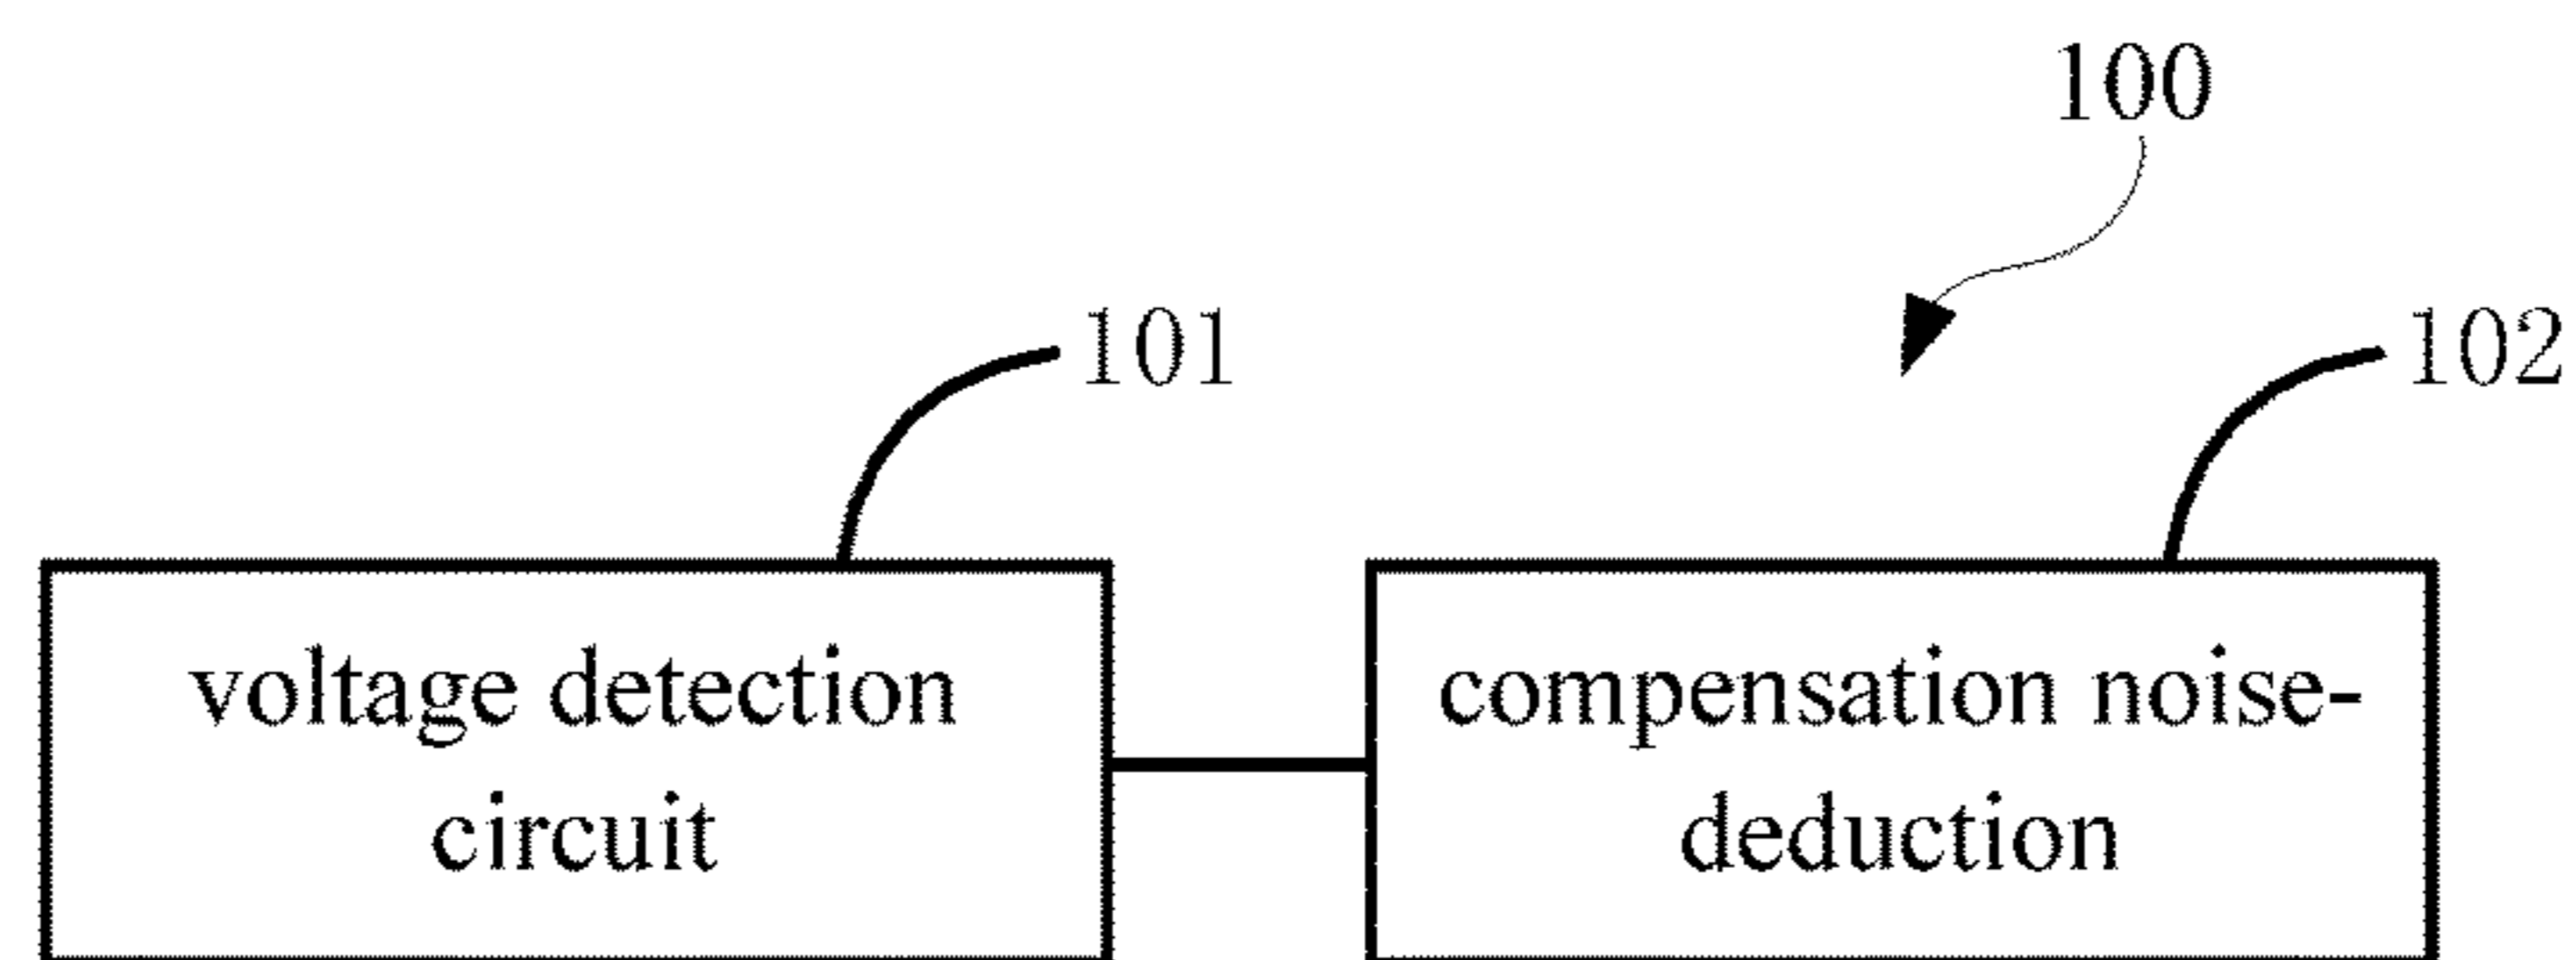 100
101
102
voltage detection
circuit
compensation noise-
deduction